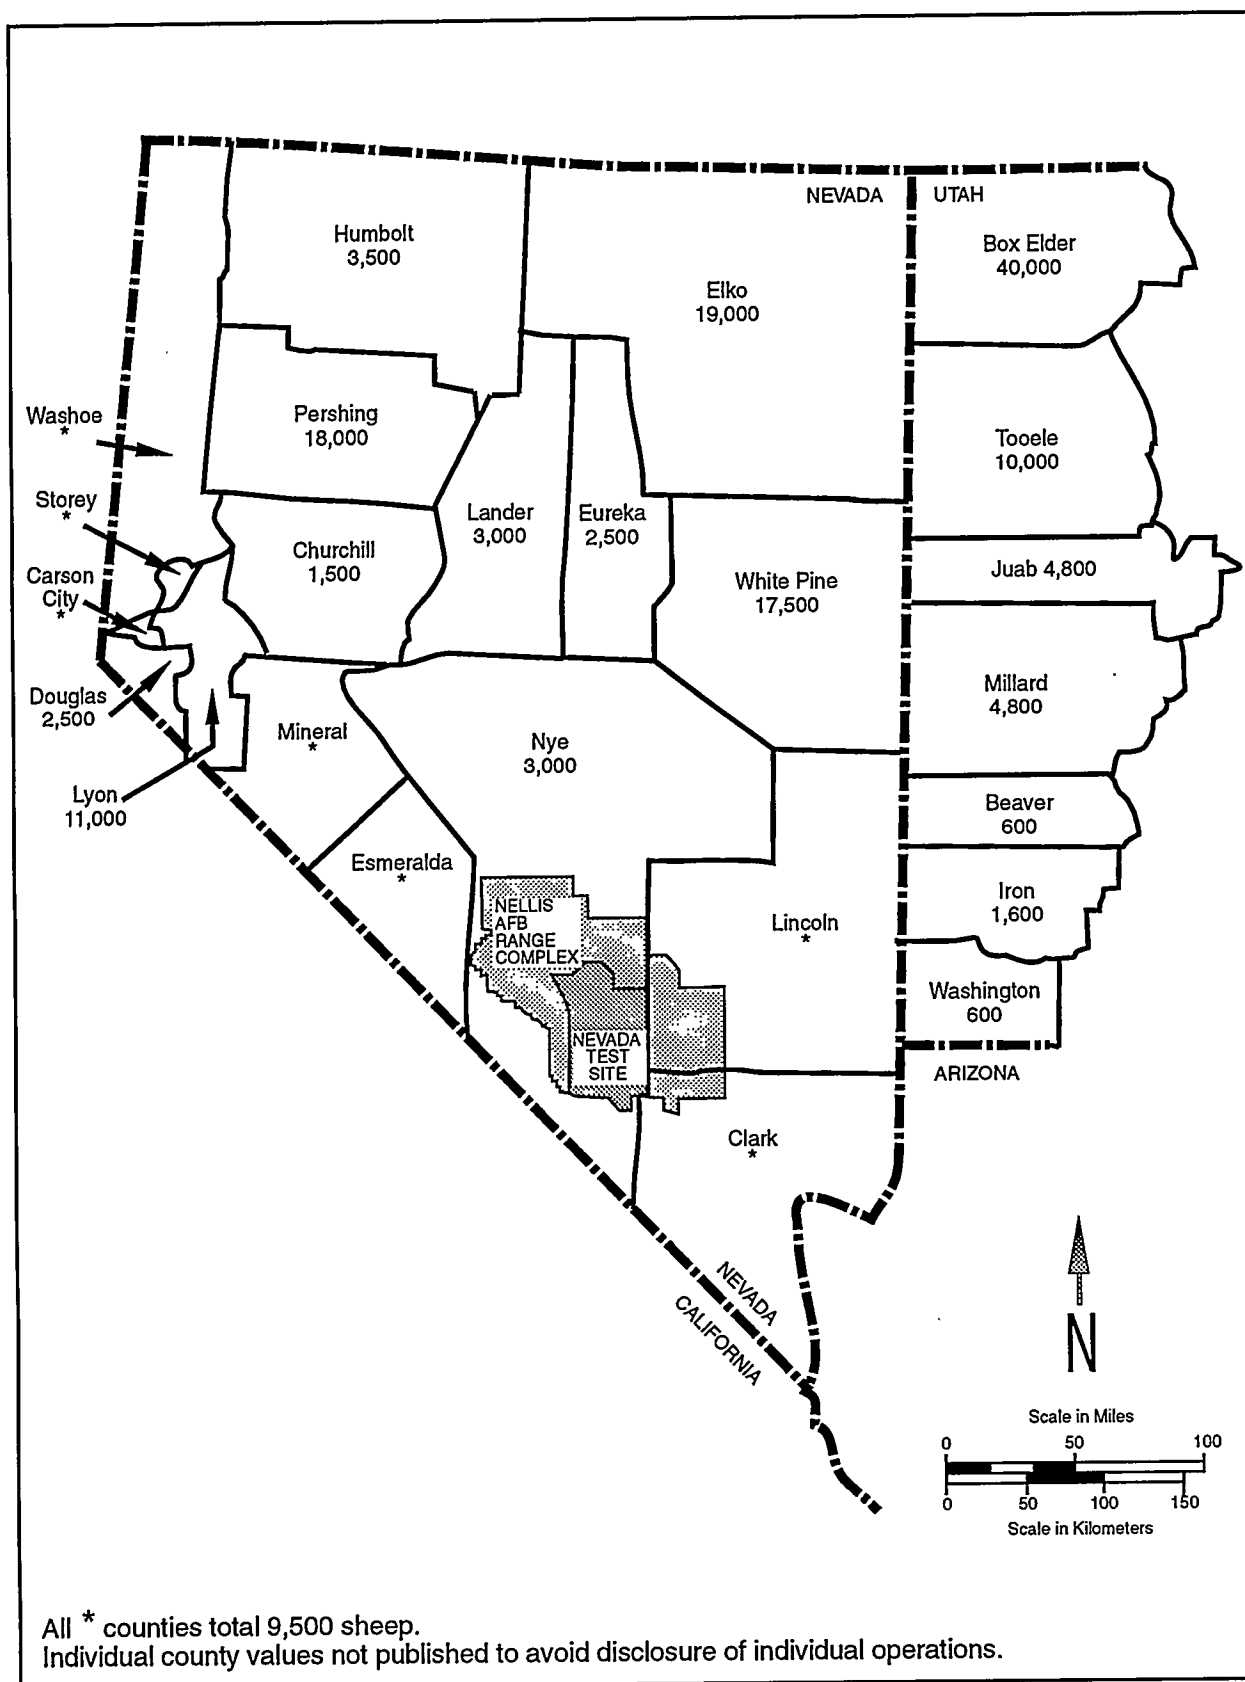 NEVADA
UTAH
Humbolt
3,500
Elko
19,000
Box Elder
40,000
Washoe
*
Pershing
18,000
Tooele
10,000
Storey
*
Lander
3,000
Eureka
2,500
Churchill
1,500
Carson
City
*
White Pine
17,500
Juab 4,800
Douglas
2,500
Mineral
*
Nye
3,000
Millard
4,800
Lyon
11,000
Beaver
600
Esmeralda
*
NELLIS
AFB
RANGE
COMPLEX
Lincoln
*
Iron
1,600
Washington
600
NEVADA
TEST
SITE
ARIZONA
Clark
*
NEVADA
CALIFORNIA
N
Scale in Miles
0 50 100
0 50 100 150
Scale in Kilometers
All * counties total 9,500 sheep.
Individual county values not published to avoid disclosure of individual operations.